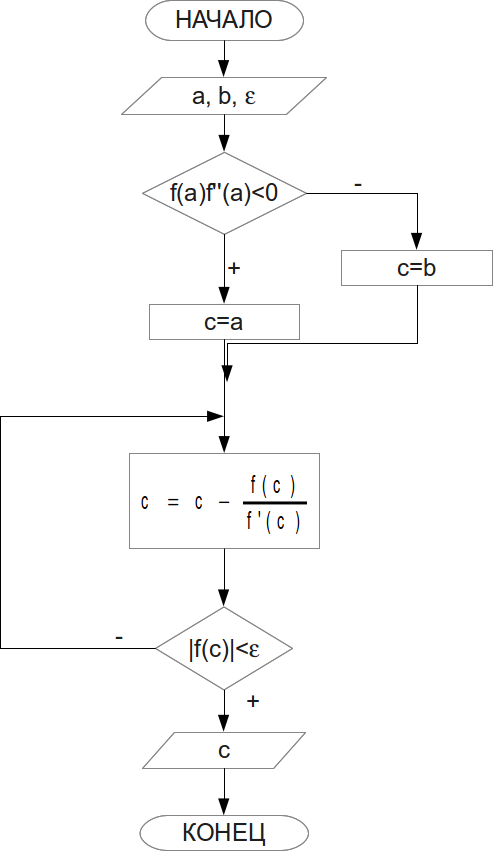 НАЧАЛО
a, b, ε
f(a)f''(a)<0
-
+
c=b
c=a
c = c - f(c)
f'(c)
|f(c)|<ε
-
+
c
КОНЕЦ